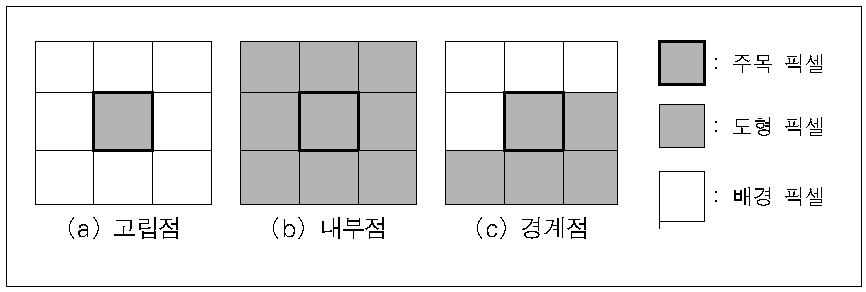 : 주목 픽셀
: 도형 픽셀
: 배경 픽셀
(a) 고립점 (b) 내부점 (c) 경계점